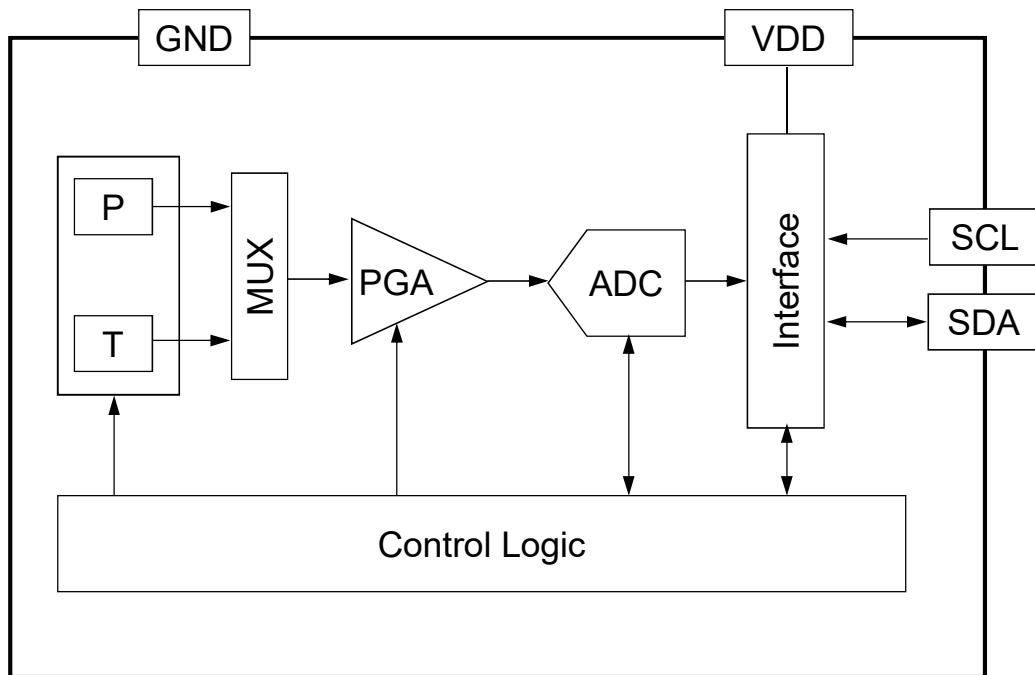 GND
VDD
P
T
MUX
PGA
ADC
Interface
SCL
SDA
Control Logic